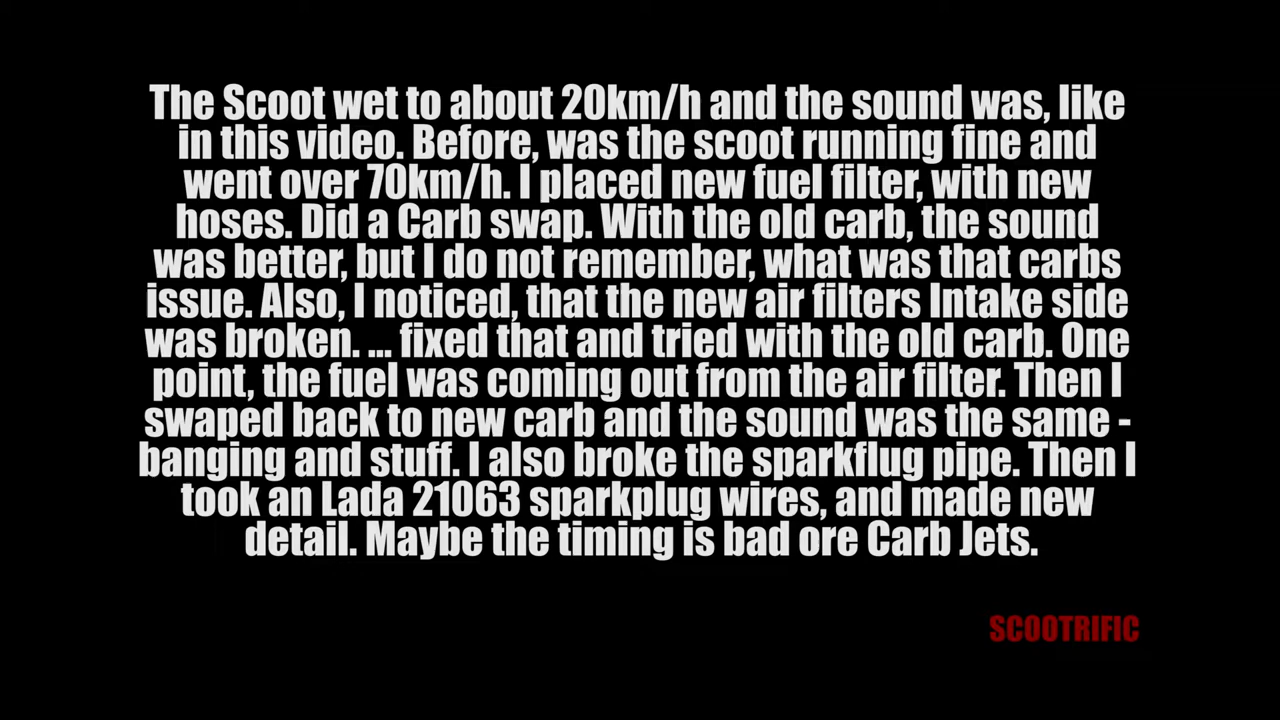 The Scoot wet to about 20km/h and the sound was, like
in this video. Before, was the scoot running fine and
went over 70km/h. I placed new fuel filter, with new
hoses. Did a Carb swap. With the old carb, the sound
was better, but I do not remember, what was that carbs
issue. Also, I noticed, that the new air filters Intake side
was broken. ... fixed that and tried with the old carb. One
point, the fuel was coming out from the air filter. Then I
swaped back to new carb and the sound was the same -
banging and stuff. I also broke the sparkflug pipe. Then I
took an Lada 21063 sparkplug wires, and made new
detail. Maybe the timing is bad ore Carb Jets.
SCOOTRIFIC